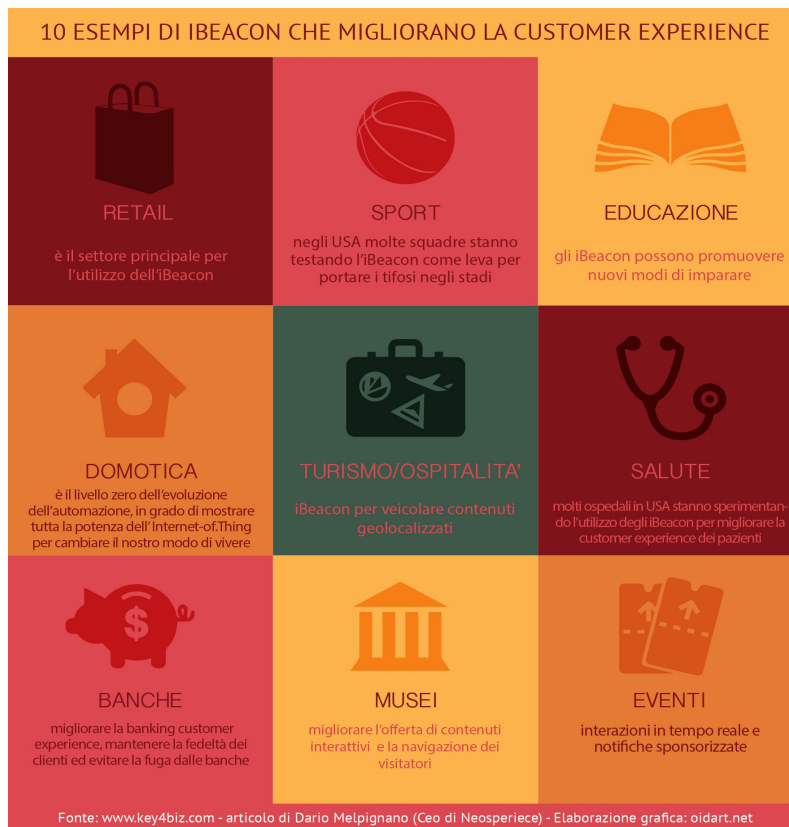 10 ESEMPI DI IBEACON CHE MIGLIORANO LA CUSTOMER EXPERIENCE
RETAIL
è il settore principale per
l'utilizzo dell'iBeacon
SPORT
negli USA molte squadre stanno
testando l'iBeacon come leva per
portare i tifosi negli stadi
EDUCAZIONE
gli iBeacon possono promuovere
nuovi modi di imparare
DOMOTICA
è il livello zero dell'evoluzione
dell'automazione, in grado di mostrare
tutta la potenza dell' Internet-of.Thing
per cambiare il nostro modo di vivere
TURISMO/OSPITALITA'
iBeacon per veicolare contenuti
geolocalizzati
SALUTE
molti ospedali in USA stanno sperimentan-
do l'utilizzo degli iBeacon per migliorare la
customer experience dei pazienti
$
BANCHE
migliorare la banking customer
experience, mantenere la fedeltà dei
clienti ed evitare la fuga dalle banche
MUSEI
migliorare l'offerta di contenuti
interattivi e la navigazione dei
visitatori
EVENTI
interazioni in tempo reale e
notifiche sponsorizzate
Fonte: www.key4biz.com - articolo di Dario Melpignano (Ceo di Neosperiece) - Elaborazione grafica: oidart.net